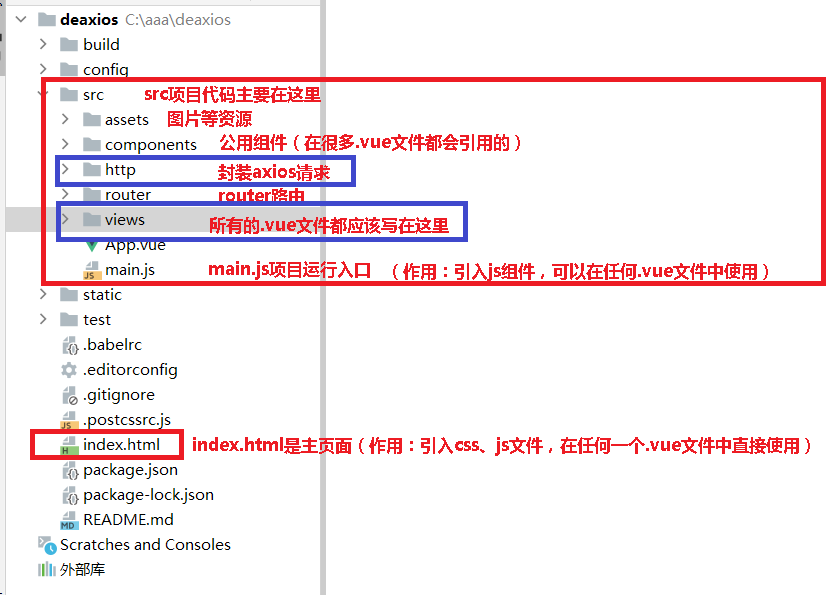 deaxios C:\aaa\deaxios
build
config
src src项目代码主要在这里
assets 图片等资源
components 公用组件（在很多.vue文件都会引用的）
http 封装axios请求
router router路由
views 所有的.vue文件都应该写在这里
App.vue
main.js main.js项目运行入口 （作用：引入js组件，可以在任何.vue文件中使用）
static
test
.babelrc
.editorconfig
.gitignore
.postcssrc.js
index.html index.html是主页面（作用：引入css、js文件，在任何一个.vue文件中直接使用）
package.json
package-lock.json
README.md
Scratches and Consoles
外部库